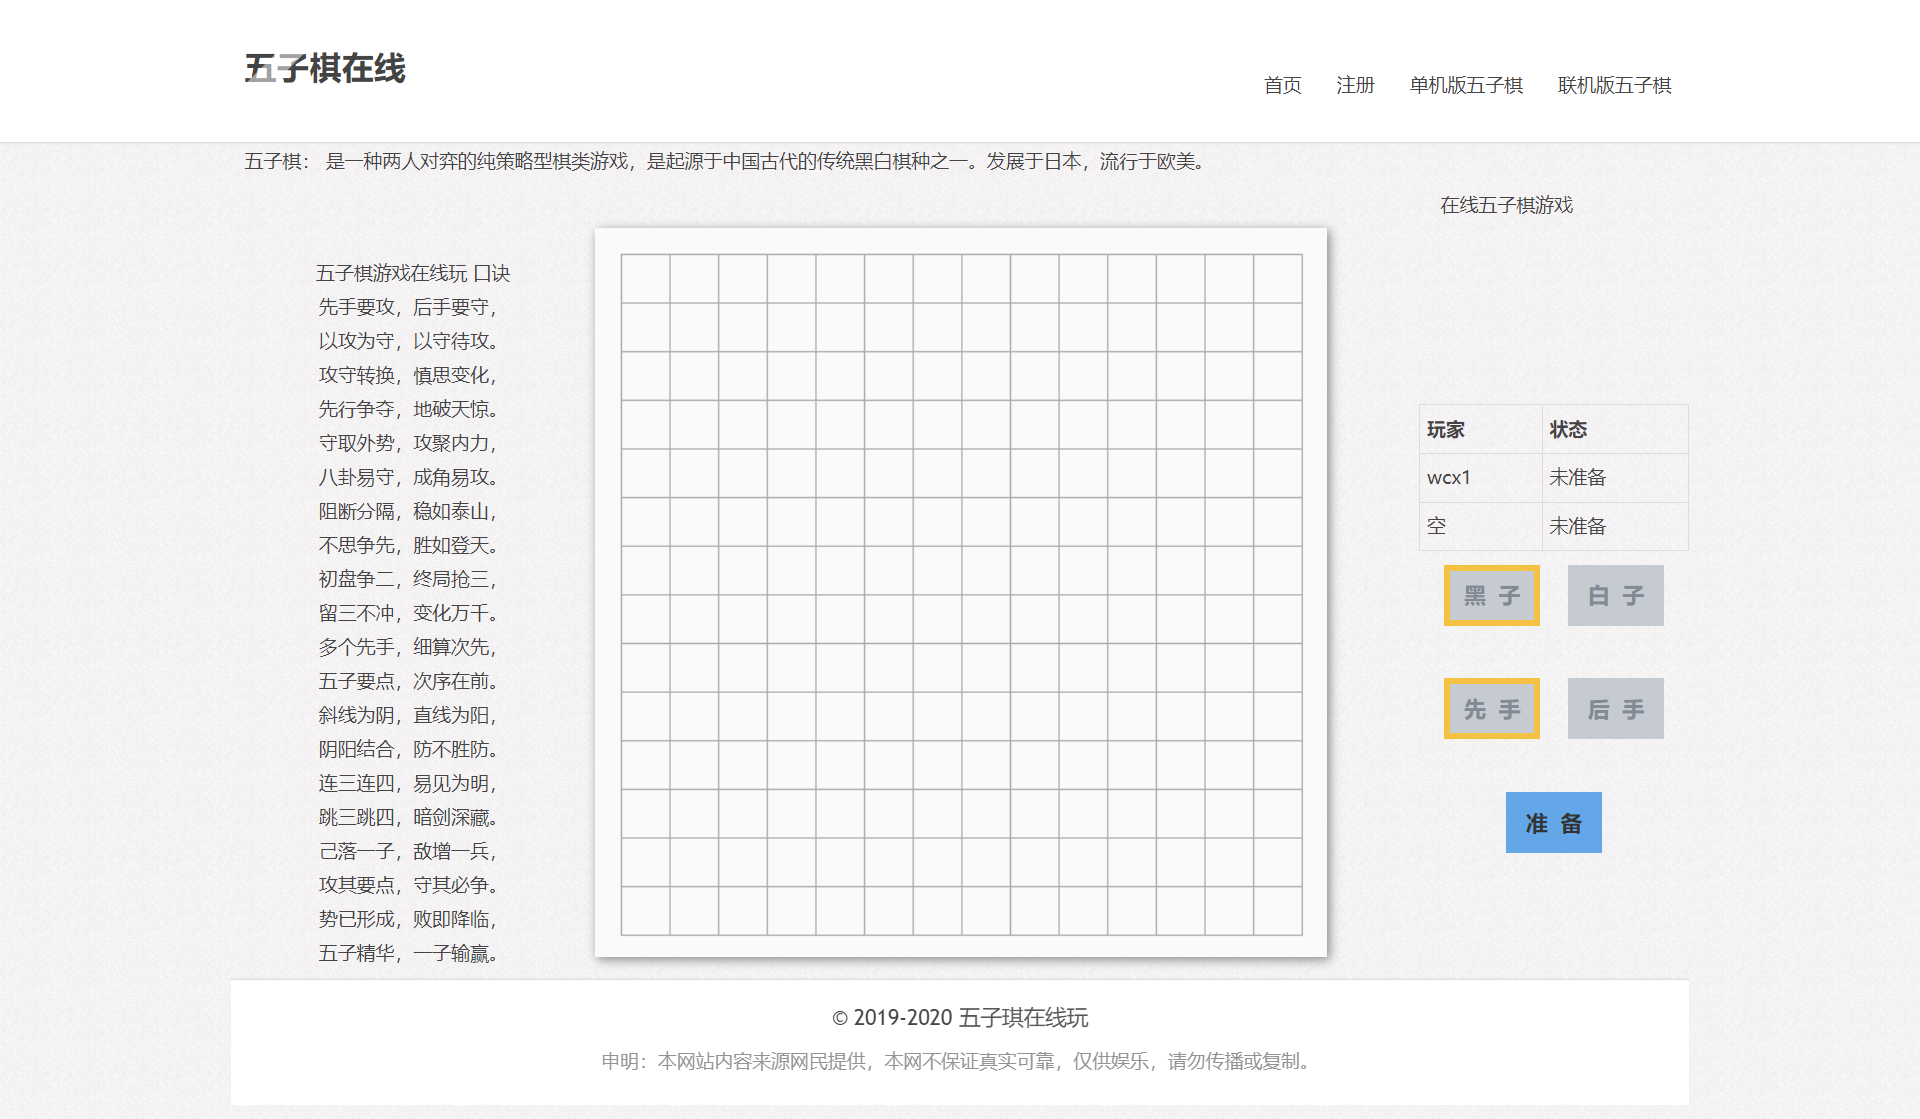 五子棋在线
首页 注册 单机版五子棋 联机版五子棋
五子棋： 是一种两人对弈的纯策略型棋类游戏，是起源于中国古代的传统黑白棋种之一。发展于日本，流行于欧美。
在线五子棋游戏
五子棋游戏在线玩 口诀
先手要攻，后手要守，
以攻为守，以守待攻。
攻守转换，慎思变化，
先行争夺，地破天惊。
守取外势，攻聚内力，
八卦易守，成角易攻。
阻断分隔，稳如泰山，
不思争先，胜如登天。
初盘争二，终局抢三，
留三不冲，变化万千。
多个先手，细算次先，
五子要点，次序在前。
斜线为阴，直线为阳，
阴阳结合，防不胜防。
连三连四，易见为明，
跳三跳四，暗剑深藏。
己落一子，敌增一兵，
攻其要点，守其必争。
势已形成，败即降临，
五子精华，一子输赢。
玩家 状态
wcx1 未准备
空 未准备
黑 子 白 子
先 手 后 手
准 备
© 2019-2020 五子琪在线玩
申明：本网站内容来源网民提供，本网不保证真实可靠，仅供娱乐，请勿传播或复制。